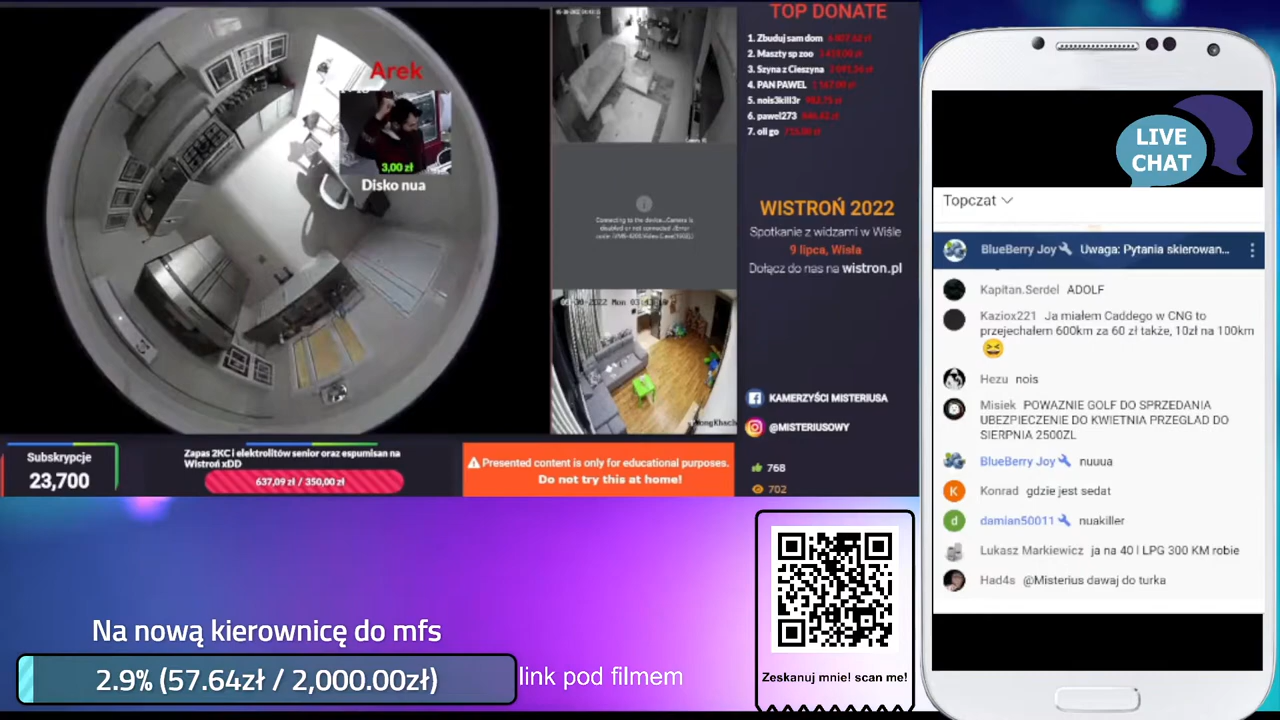 Arek
3,00 zł
Disko nua
TOP DONATE
1. Zbuduj sam dom
2. Maszty sp zoo
3. Szyna z Cieszyna
4. PAN PAWEL
5. nois3kill3r
6. pawel273
7. oli go
WISTROŃ 2022
Spotkanie z widzami w Wiśle
9 lipca, Wisła
Dołącz do nas na wistron.pl
KAMERZYŚCI MISTERIUSA
@MISTERIUSOWY
768
702
Subskrypcje
23,700
Zapas 2KC i elektrolitów senior oraz espumisan na
Wistroń xDD
637,09 zł / 350,00 zł
Presented content is only for educational purposes.
Do not try this at home!
Na nową kierownicę do mfs
2.9% (57.64zł / 2,000.00zł)
link pod filmem
Zeskanuj mnie! scan me!
LIVE
CHAT
Topczat
BlueBerry Joy Uwaga: Pytania skierowan...
Kapitan.Serdel ADOLF
Kaziox221 Ja miałem Caddego w CNG to
przejechałem 600km za 60 zł także, 10zł na 100km
Hezu nois
Misiek POWAZNIE GOLF DO SPRZEDANIA
UBEZPIECZENIE DO KWIETNIA PRZEGLAD DO
SIERPNIA 2500ZL
BlueBerry Joy nuuua
Konrad gdzie jest sedat
damian50011 nuakiller
Lukasz Markiewicz ja na 40 l LPG 300 KM robie
Had4s @Misterius dawaj do turka